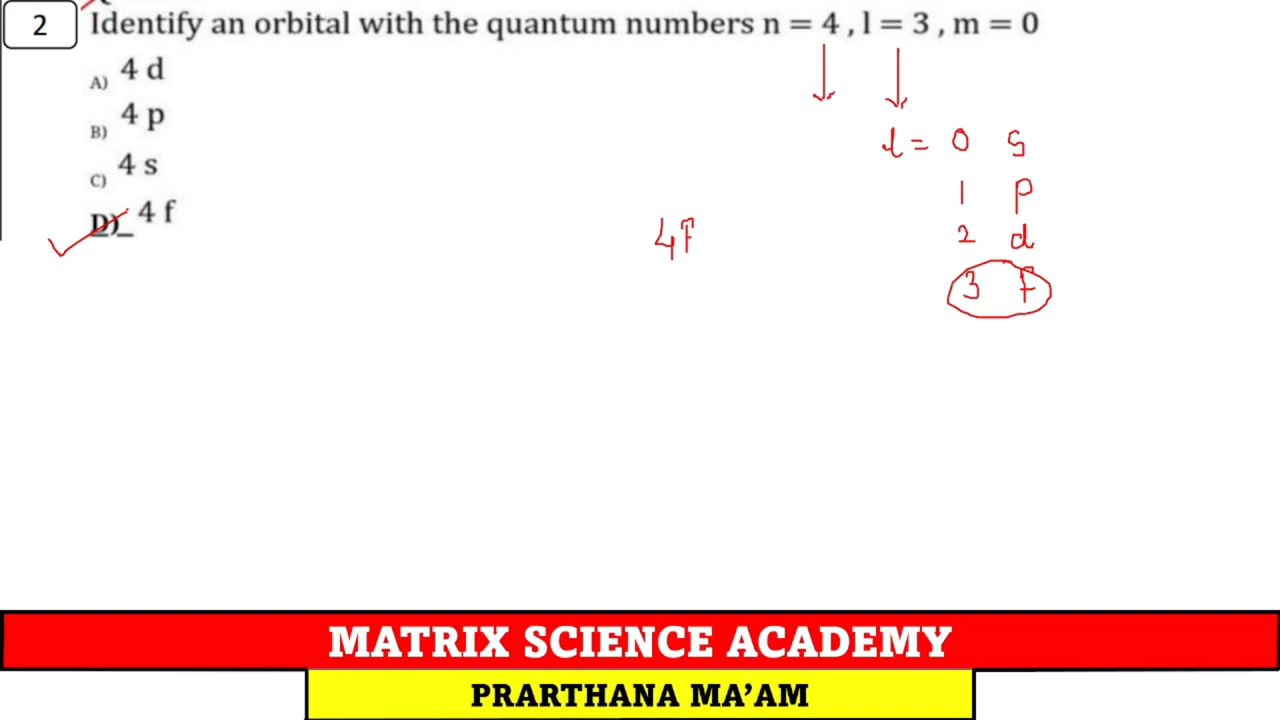 2 Identify an orbital with the quantum numbers n = 4 , l = 3 , m = 0
A) 4 d
B) 4 p
C) 4 s
D) 4 f
l = 0 s
1 p
2 d
3 f
4f
MATRIX SCIENCE ACADEMY
PRARTHANA MA’AM